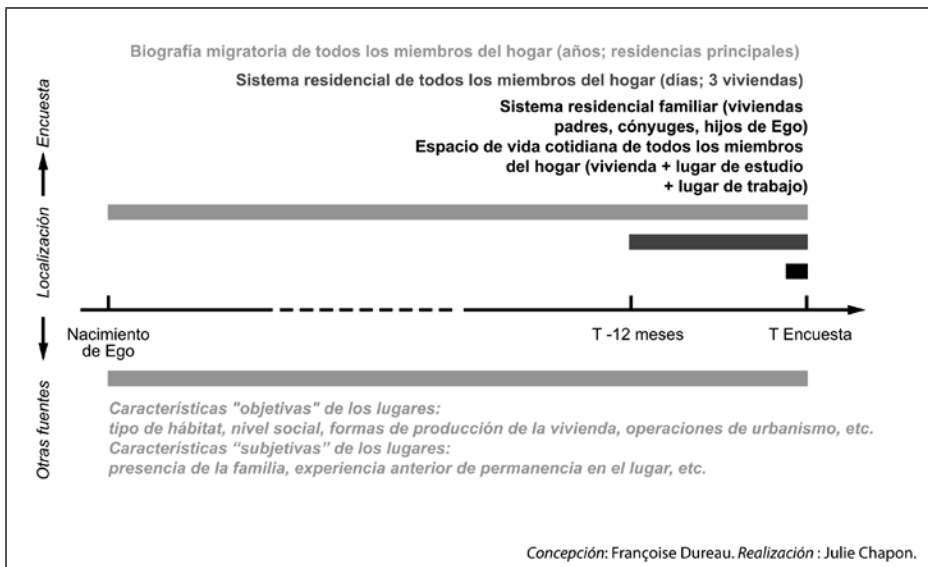 Biografía migratoria de todos los miembros del hogar (años; residencias principales)
Sistema residencial de todos los miembros del hogar (días; 3 viviendas)
Sistema residencial familiar (viviendas
padres, cónyuges, hijos de Ego)
Espacio de vida cotidiana de todos los miembros
del hogar (vivienda + lugar de estudio
+ lugar de trabajo)
Encuesta
Localización
Otras fuentes
Nacimiento
de Ego
T -12 meses
T Encuesta
Características "objetivas" de los lugares:
tipo de hábitat, nivel social, formas de producción de la vivienda, operaciones de urbanismo, etc.
Características “subjetivas” de los lugares:
presencia de la familia, experiencia anterior de permanencia en el lugar, etc.
Concepción: Françoise Dureau. Realización : Julie Chapon.